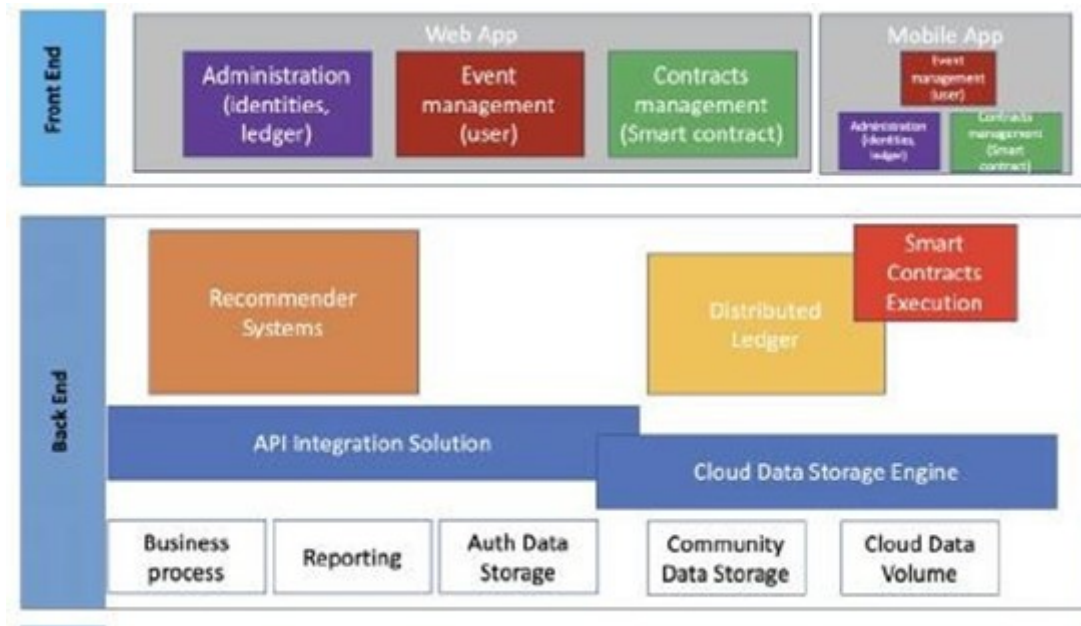 Front End
Web App
Administration
(identities,
ledger)
Event
management
(user)
Contracts
management
(Smart contract)
Mobile App
Event
management
(user)
Administration
(identities,
ledger)
Contracts
management
(Smart
contract)
Back End
Recommender
Systems
Distributed
Ledger
Smart
Contracts
Execution
API Integration Solution
Cloud Data Storage Engine
Business
process
Reporting
Auth Data
Storage
Community
Data Storage
Cloud Data
Volume